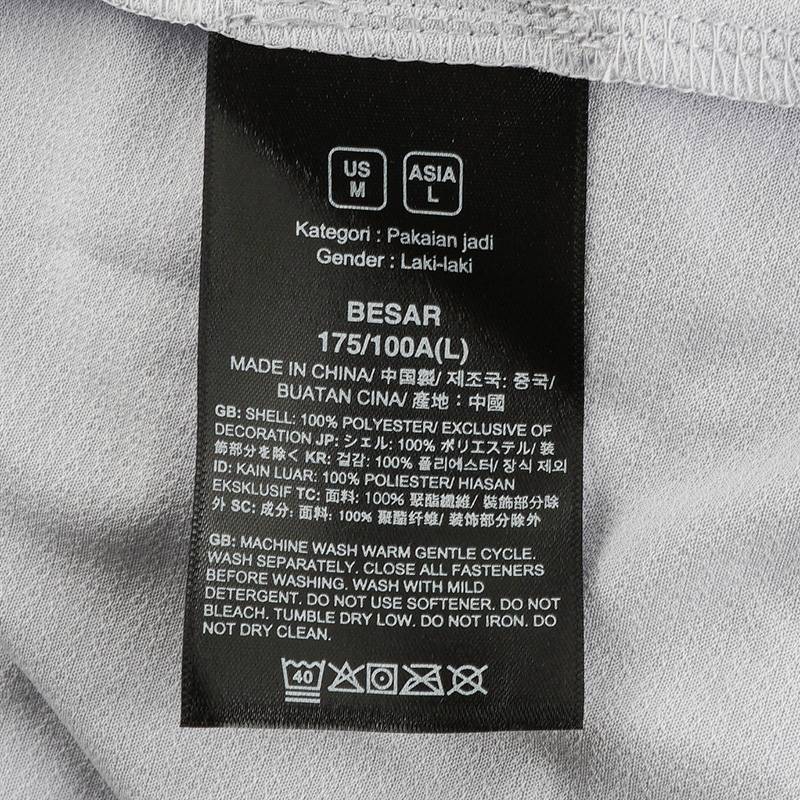 US
M
ASIA
L
Kategori : Pakaian jadi
Gender : Laki-laki
BESAR
175/100A(L)
MADE IN CHINA/ 中国製/ 제조국: 중국/
BUATAN CINA/ 產地：中國
GB: SHELL: 100% POLYESTER/ EXCLUSIVE OF
DECORATION JP: シェル: 100% ポリエステル/ 装
飾部分を除く KR: 겉감: 100% 폴리에스터/ 장식 제외
ID: KAIN LUAR: 100% POLIESTER/ HIASAN
EKSKLUSIF TC: 面料: 100% 聚酯纖維/ 裝飾部分除
外 SC: 成分: 面料: 100% 聚酯纤维/ 装饰部分除外
GB: MACHINE WASH WARM GENTLE CYCLE.
WASH SEPARATELY. CLOSE ALL FASTENERS
BEFORE WASHING. WASH WITH MILD
DETERGENT. DO NOT USE SOFTENER. DO NOT
BLEACH. TUMBLE DRY LOW. DO NOT IRON. DO
NOT DRY CLEAN.
40